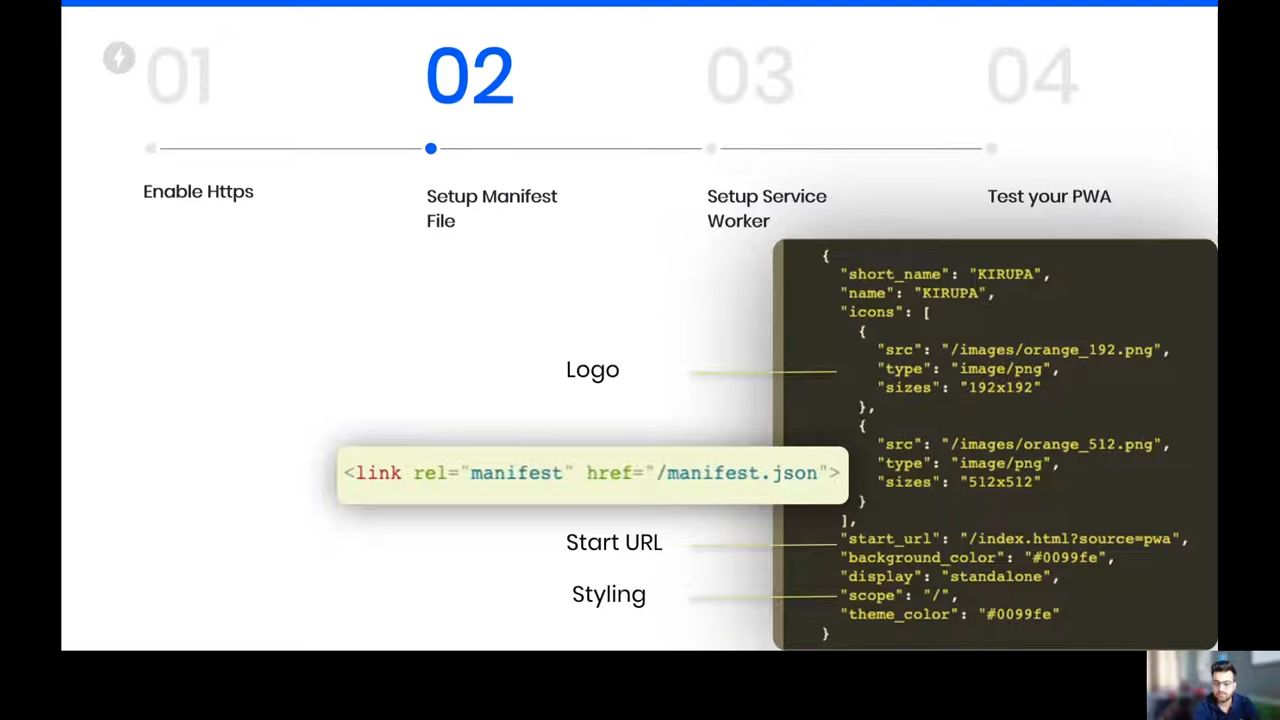 01
02
03
04
Enable Https
Setup Manifest
File
Setup Service
Worker
Test your PWA
Logo
<link rel="manifest" href="/manifest.json">
Start URL
Styling
{
"short_name": "KIRUPA",
"name": "KIRUPA",
"icons": [
{
"src": "/images/orange_192.png",
"type": "image/png",
"sizes": "192x192"
},
{
"src": "/images/orange_512.png",
"type": "image/png",
"sizes": "512x512"
}
],
"start_url": "/index.html?source=pwa",
"background_color": "#0099fe",
"display": "standalone",
"scope": "/",
"theme_color": "#0099fe"
}